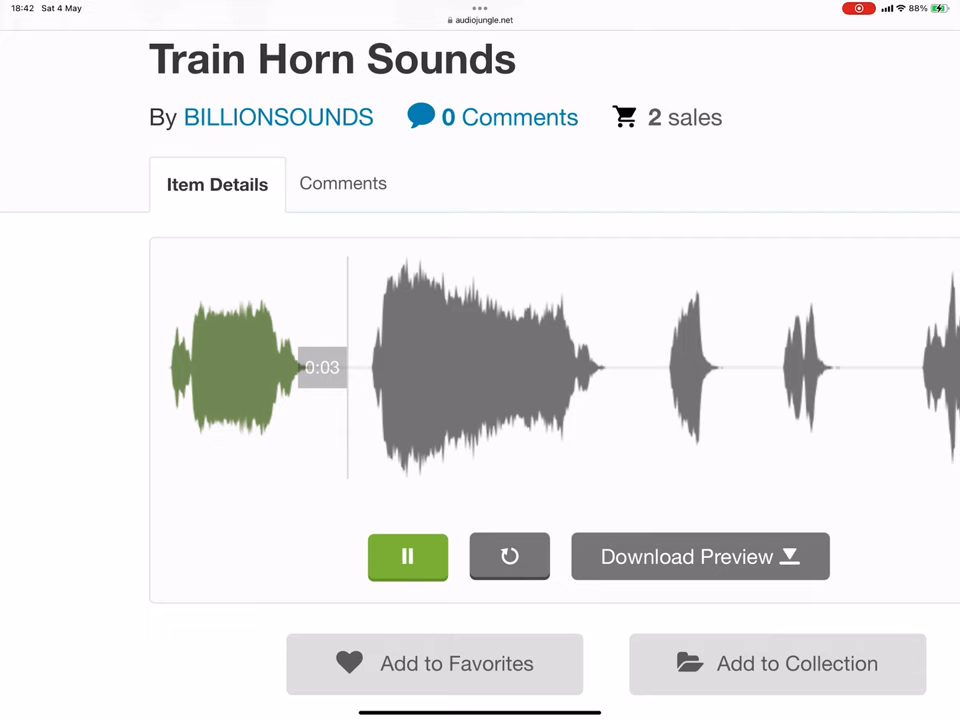 18:42 Sat 4 May
88%
audiojungle.net
Train Horn Sounds
By BILLIONSOUNDS 0 Comments 2 sales
Item Details Comments
0:03
Download Preview
Add to Favorites Add to Collection